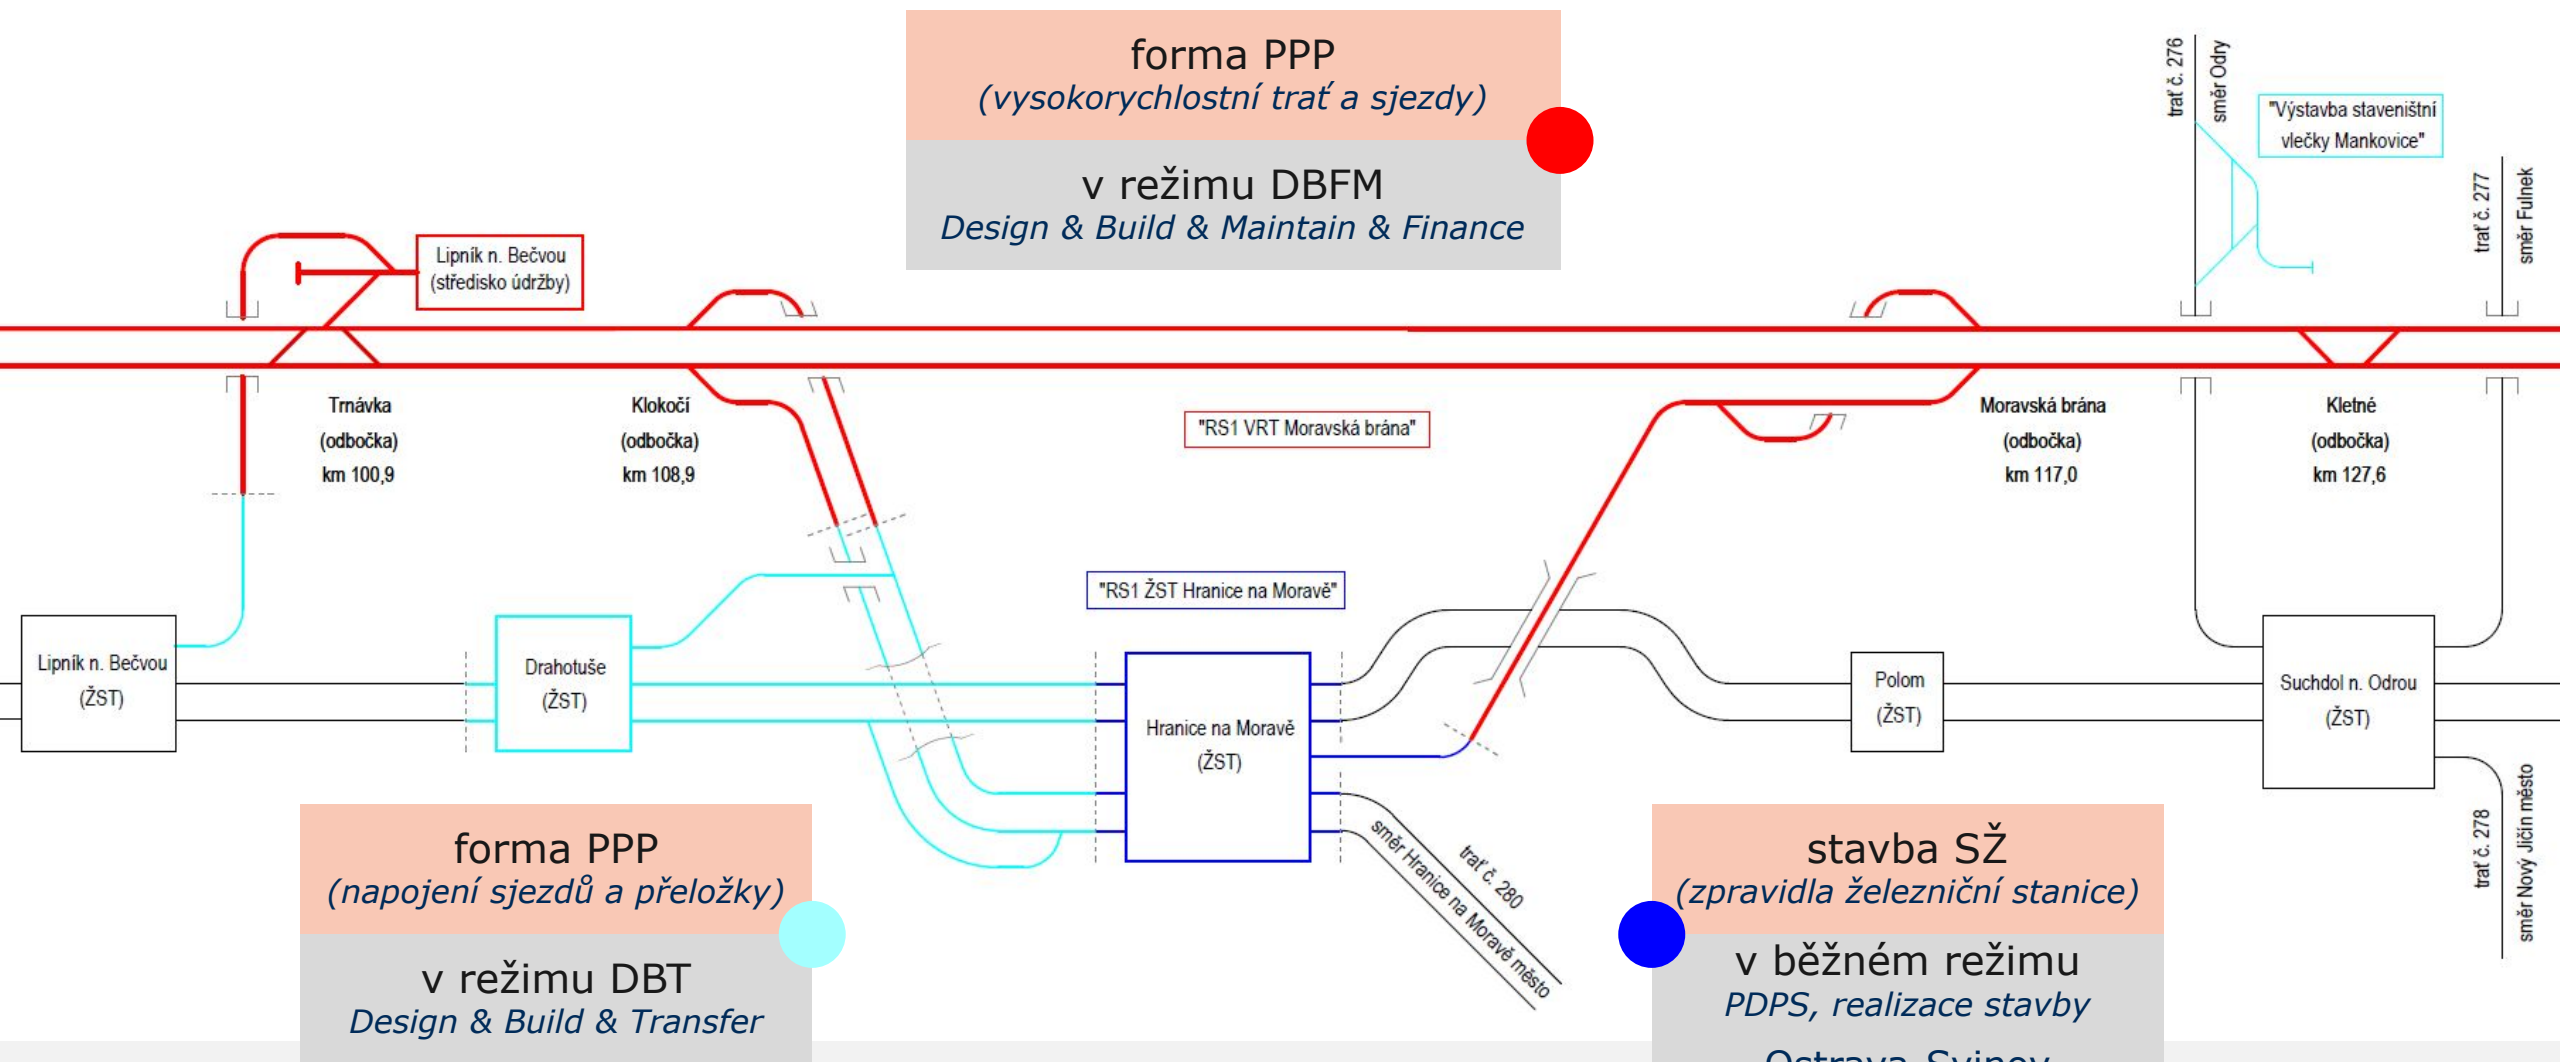 forma PPP
(vysokorychlostní trať a sjezdy)
v režimu DBFM
Design & Build & Maintain & Finance
trať č. 276
směr Odry
"Výstavba staveništní
vlečky Mankovice"
trať č. 277
směr Fulnek
Lipník n. Bečvou
(středisko údržby)
Trnávka
(odbočka)
km 100,9
Klokočí
(odbočka)
km 108,9
"RS1 VRT Moravská brána"
Moravská brána
(odbočka)
km 117,0
Kletné
(odbočka)
km 127,6
"RS1 ŽST Hranice na Moravě"
Lipník n. Bečvou
(ŽST)
Drahotuše
(ŽST)
Hranice na Moravě
(ŽST)
Polom
(ŽST)
Suchdol n. Odrou
(ŽST)
trať č. 280
směr Hranice na Moravě město
trať č. 278
směr Nový Jičín město
forma PPP
(napojení sjezdů a přeložky)
v režimu DBT
Design & Build & Transfer
stavba SŽ
(zpravidla železniční stanice)
v běžném režimu
PDPS, realizace stavby
Ostrava-Svinov